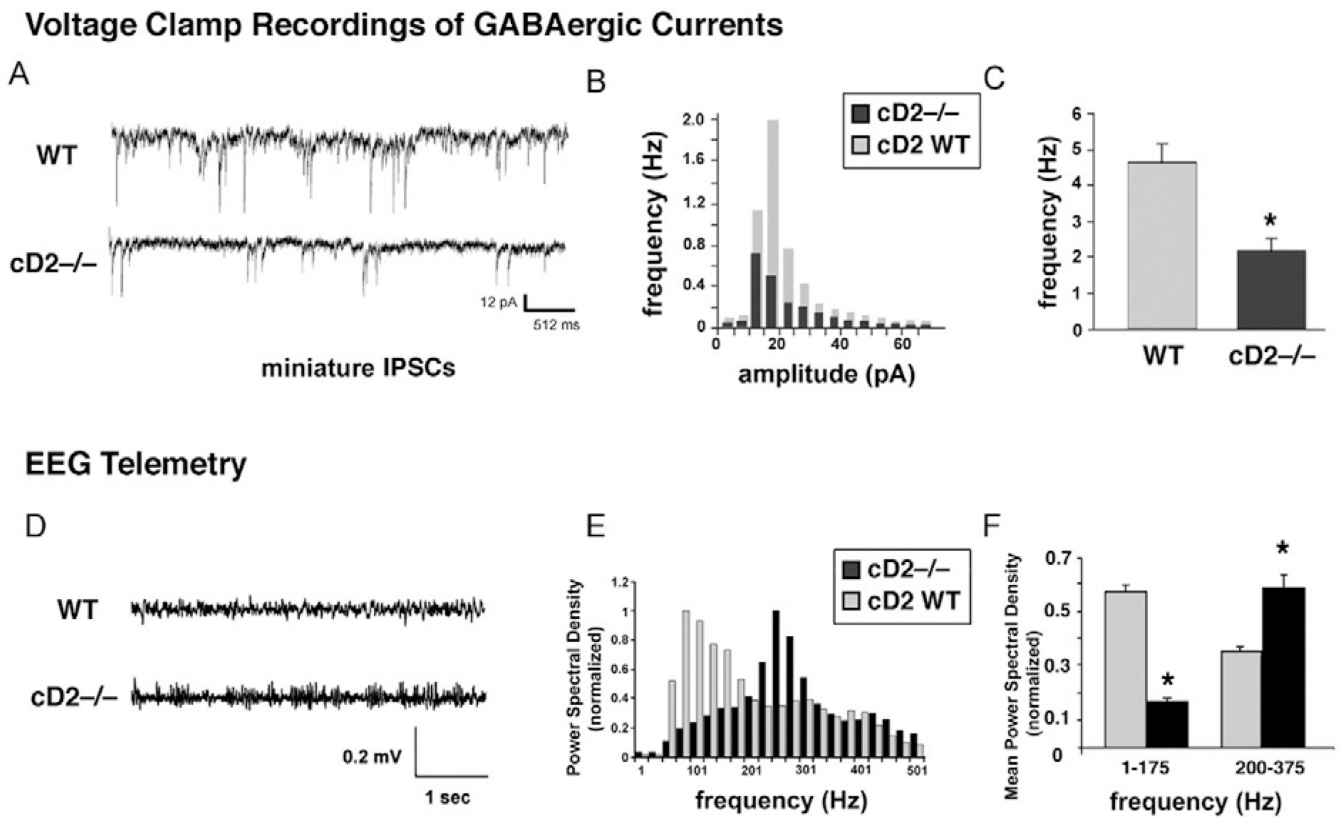 Voltage Clamp Recordings of GABAergic Currents
A
WT
cD2–/–
12 pA
512 ms
miniature IPSCs
B
cD2–/–
cD2 WT
frequency (Hz)
2.0
1.6
1.2
0.8
0.4
0
0 20 40 60
amplitude (pA)
C
frequency (Hz)
6
5
4
3
2
1
0
*
WT cD2–/–
EEG Telemetry
D
WT
cD2–/–
0.2 mV
1 sec
E
cD2–/–
cD2 WT
Power Spectral Density
(normalized)
1.2
1
0.8
0.6
0.4
0.2
0
1 101 201 301 401 501
frequency (Hz)
F
Mean Power Spectral Density
(normalized)
0.7
0.5
0.3
0.1
0
*
*
1-175 200-375
frequency (Hz)